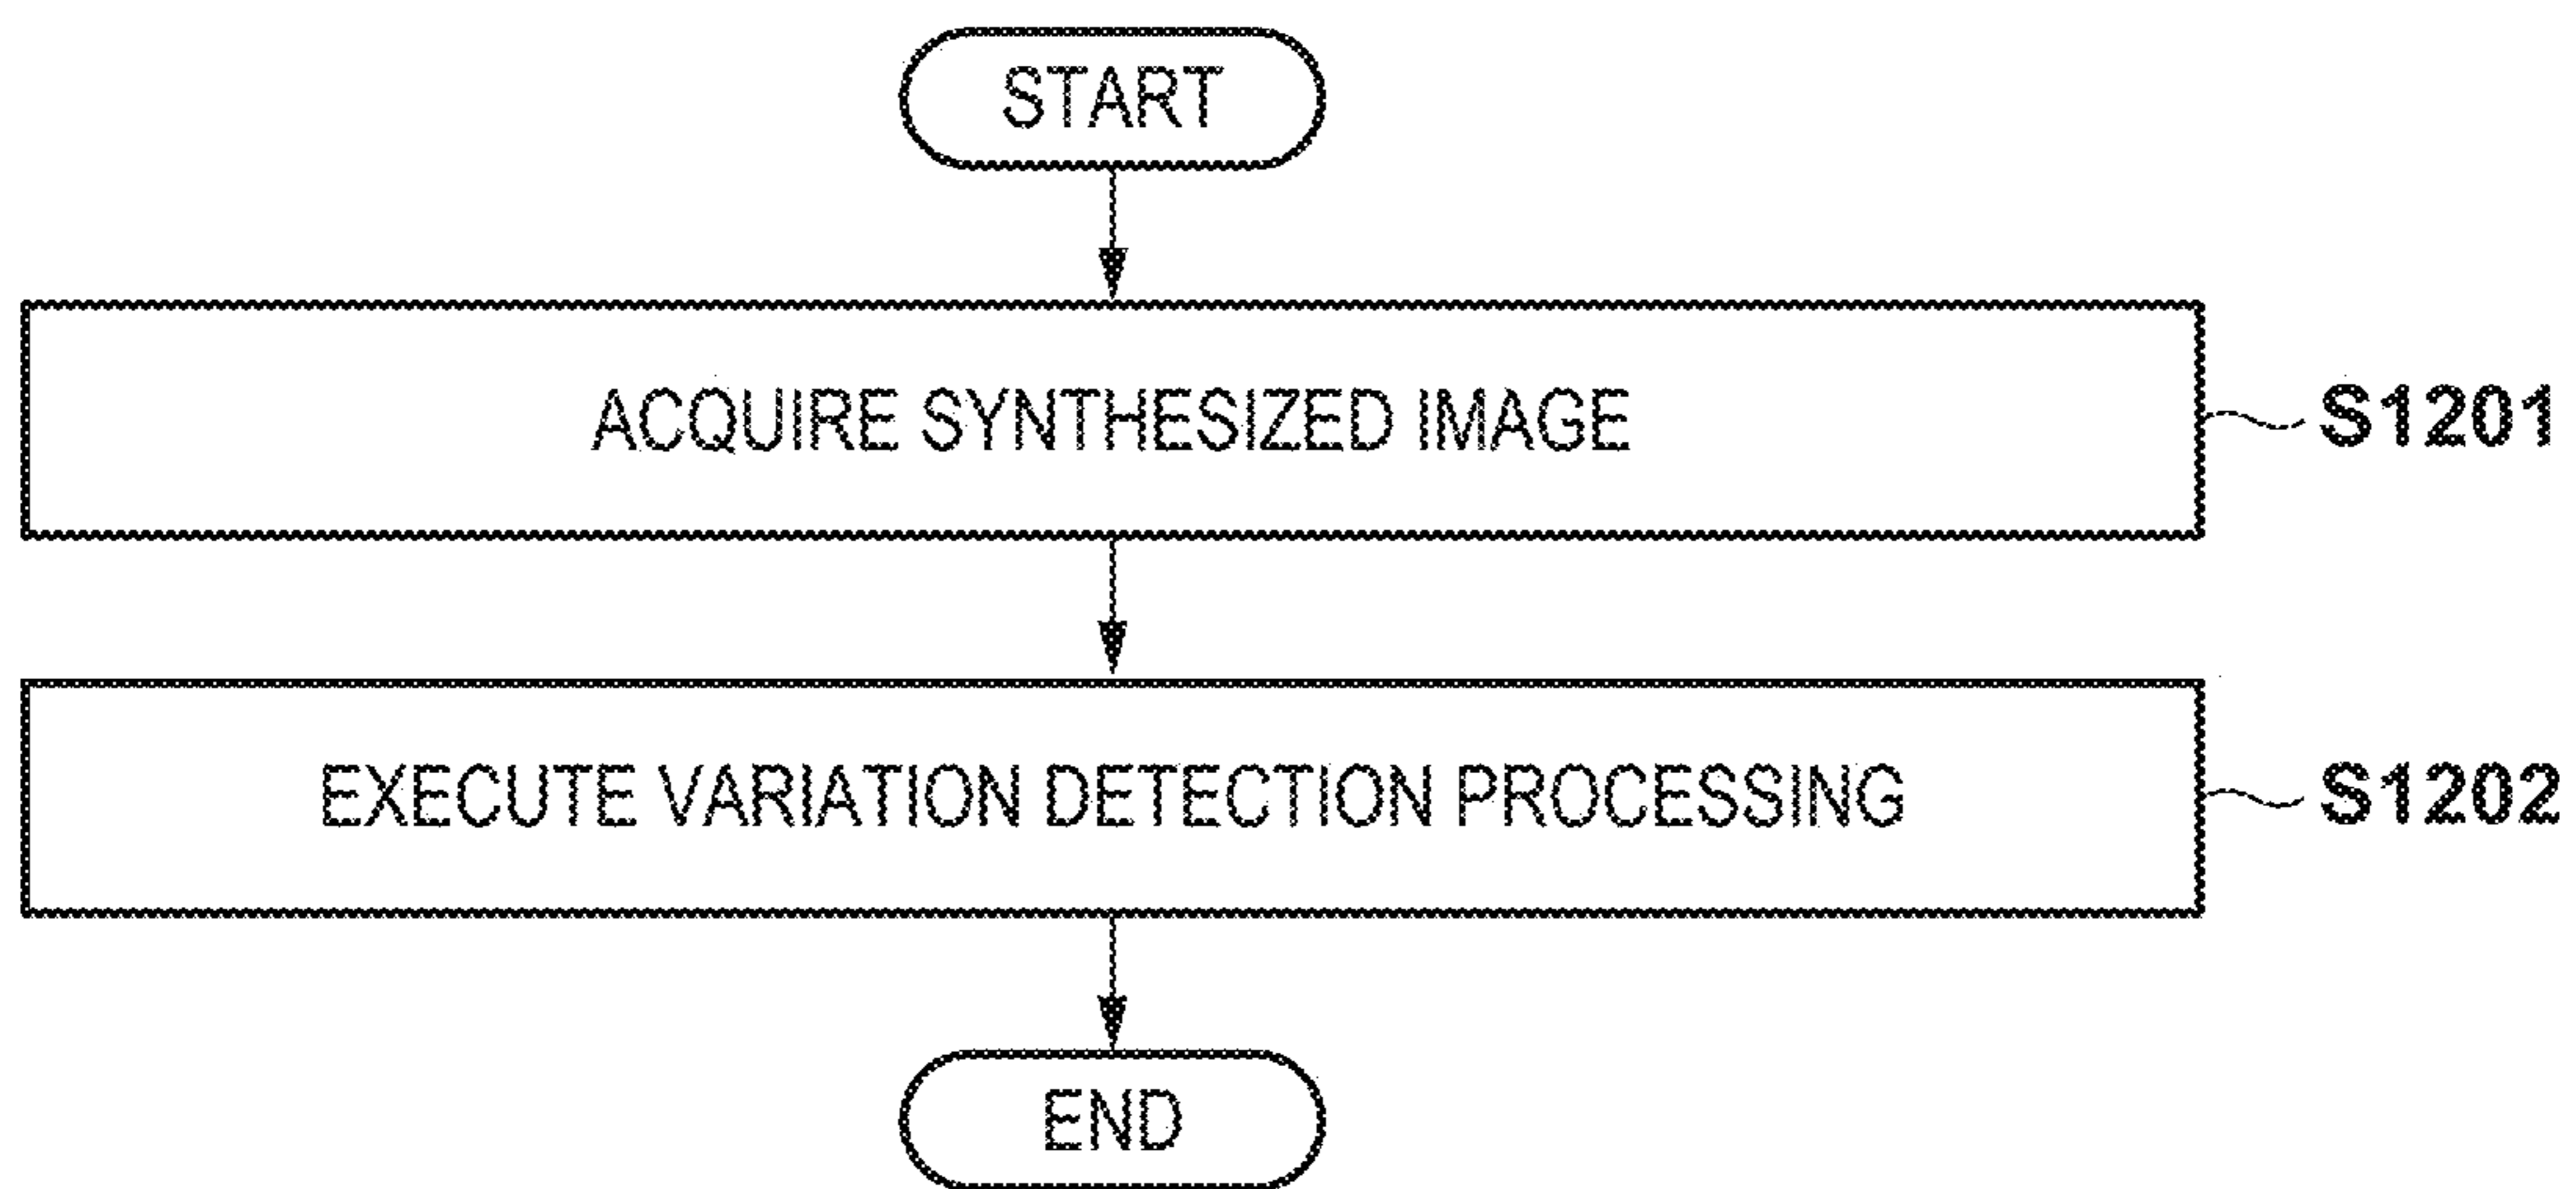 START
ACQUIRE SYNTHESIZED IMAGE
S1201
EXECUTE VARIATION DETECTION PROCESSING
S1202
END